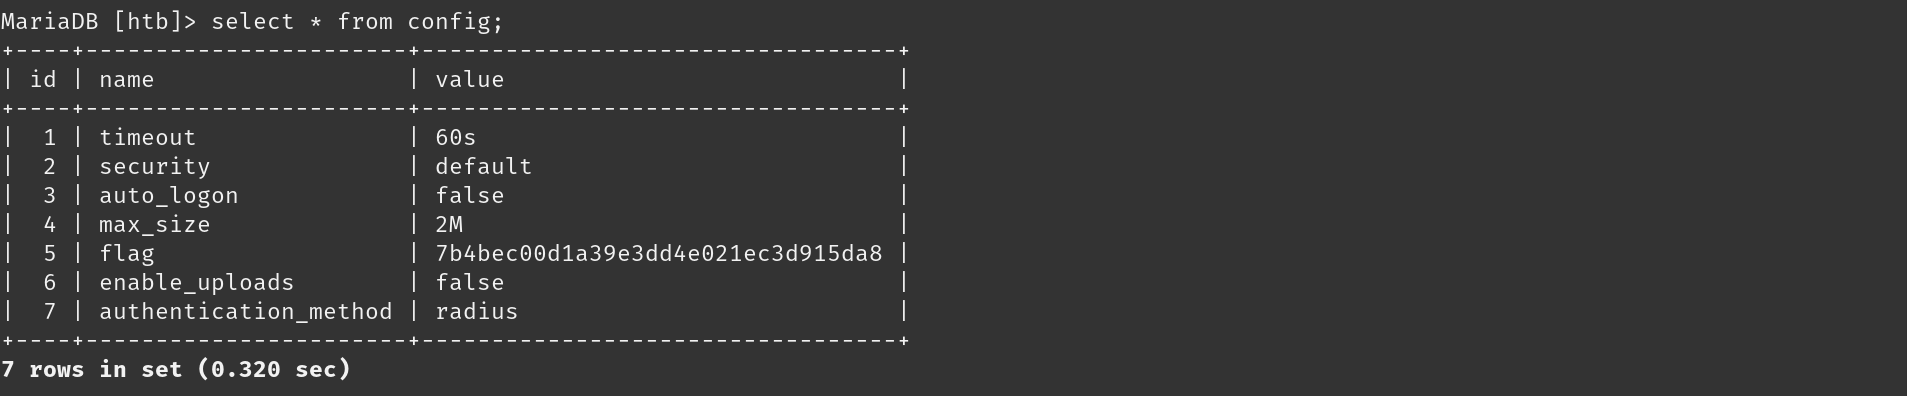 MariaDB [htb]> select * from config;
+----+-----------------------+----------------------------------+
| id | name                  | value                            |
+----+-----------------------+----------------------------------+
|  1 | timeout               | 60s                              |
|  2 | security              | default                          |
|  3 | auto_logon            | false                            |
|  4 | max_size              | 2M                               |
|  5 | flag                  | 7b4bec00d1a39e3dd4e021ec3d915da8 |
|  6 | enable_uploads        | false                            |
|  7 | authentication_method | radius                           |
+----+-----------------------+----------------------------------+
7 rows in set (0.320 sec)